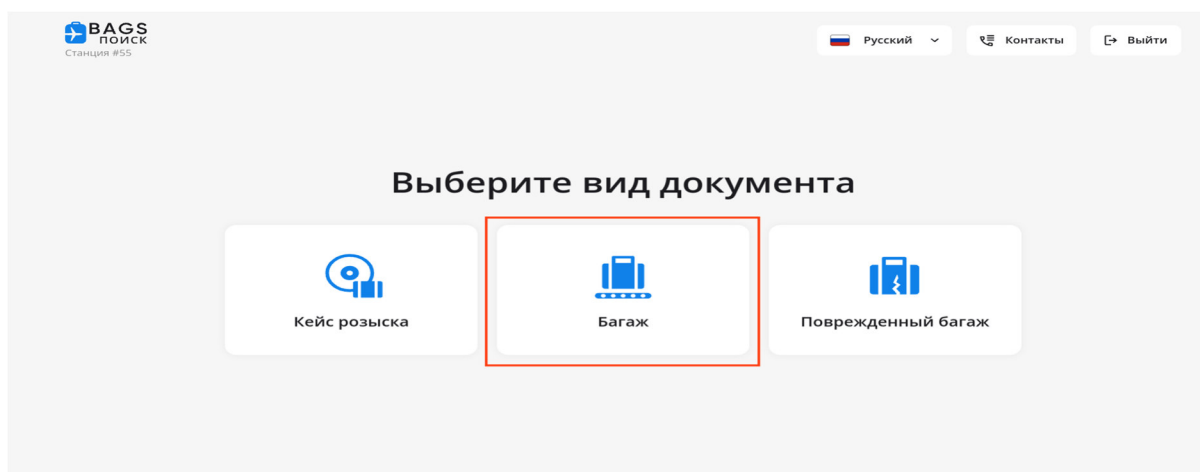 BAGS
ПОИСК
Станция #55
Русский
Контакты
Выйти
Выберите вид документа
Кейс розыска
Багаж
Поврежденный багаж